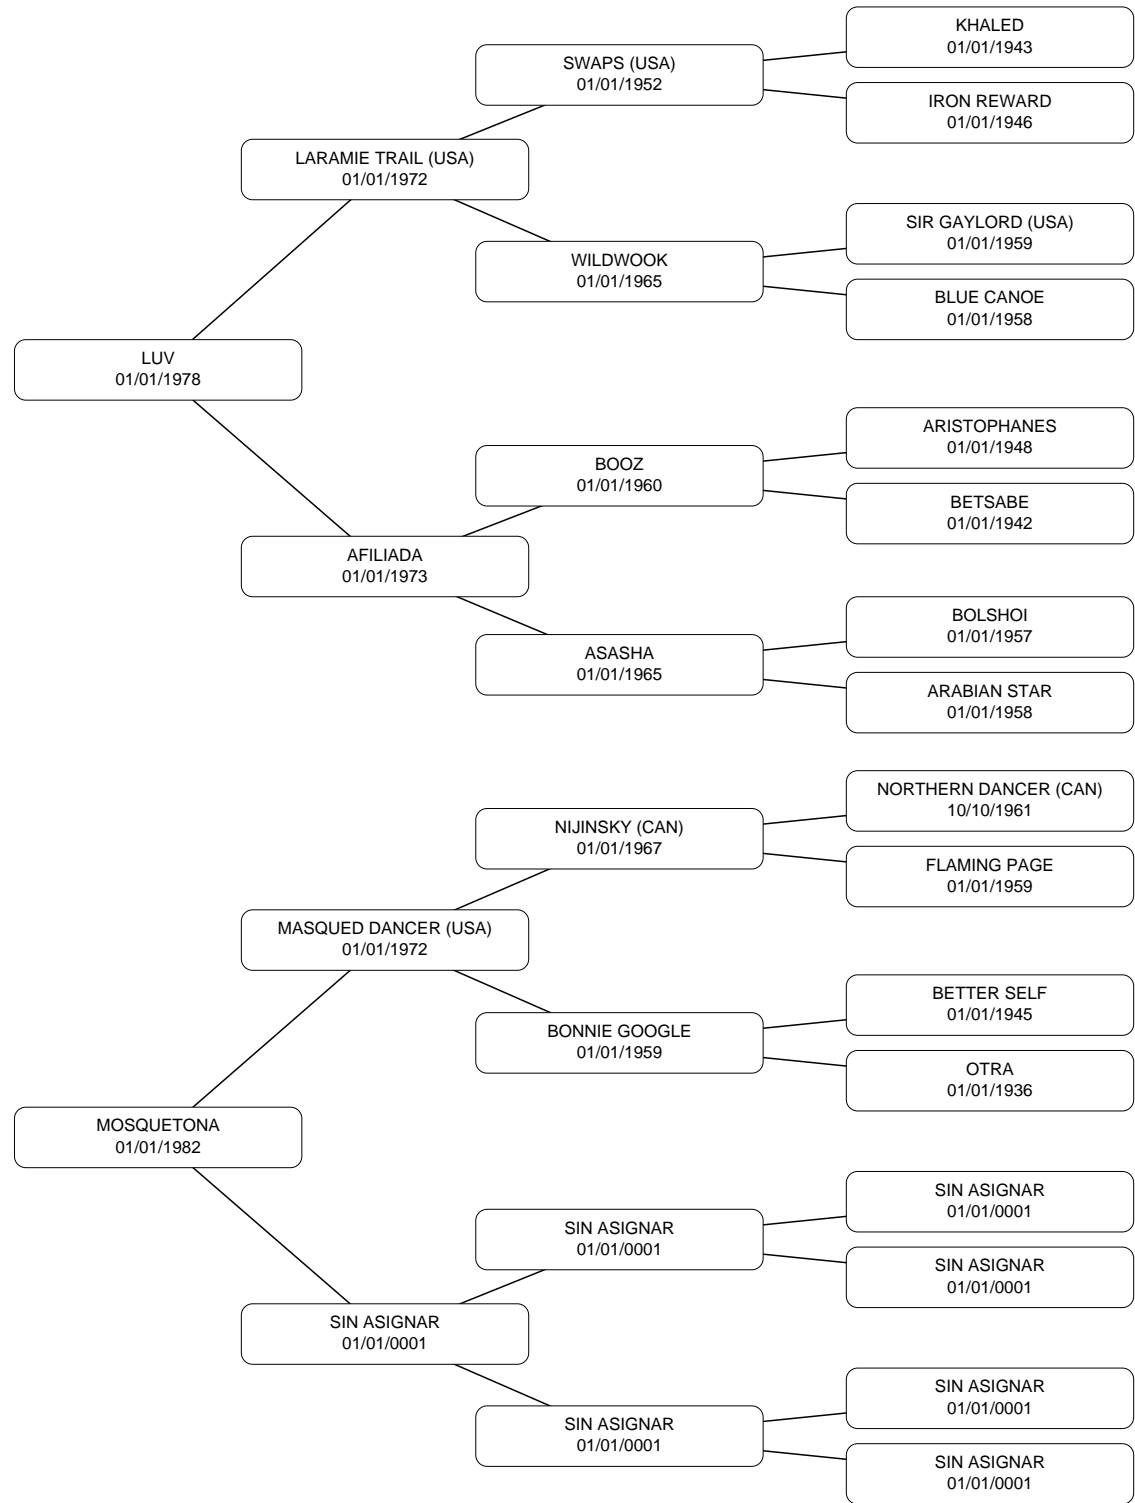 KHALED
01/01/1943
SWAPS (USA)
01/01/1952
IRON REWARD
01/01/1946
LARAMIE TRAIL (USA)
01/01/1972
SIR GAYLORD (USA)
01/01/1959
WILDWOOK
01/01/1965
BLUE CANOE
01/01/1958
LUV
01/01/1978
ARISTOPHANES
01/01/1948
BOOZ
01/01/1960
BETSABE
01/01/1942
AFILIADA
01/01/1973
BOLSHOI
01/01/1957
ASASHA
01/01/1965
ARABIAN STAR
01/01/1958
NORTHERN DANCER (CAN)
10/10/1961
NIJINSKY (CAN)
01/01/1967
FLAMING PAGE
01/01/1959
MASQUED DANCER (USA)
01/01/1972
BETTER SELF
01/01/1945
BONNIE GOOGLE
01/01/1959
OTRA
01/01/1936
MOSQUETONA
01/01/1982
SIN ASIGNAR
01/01/0001
SIN ASIGNAR
01/01/0001
SIN ASIGNAR
01/01/0001
SIN ASIGNAR
01/01/0001
SIN ASIGNAR
01/01/0001
SIN ASIGNAR
01/01/0001
SIN ASIGNAR
01/01/0001